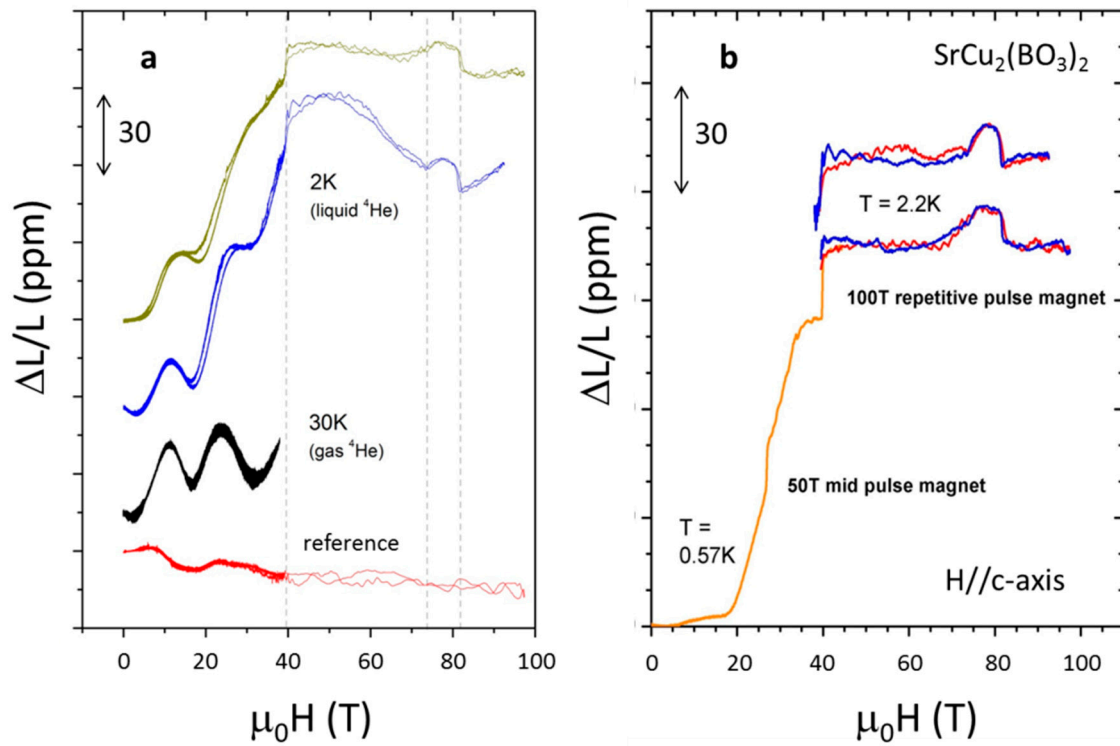 a
30
2K
(liquid ⁴He)
30K
(gas ⁴He)
reference
ΔL/L (ppm)
0 20 40 60 80 100
μ₀H (T)
b
SrCu₂(BO₃)₂
30
T = 2.2K
100T repetitive pulse magnet
50T mid pulse magnet
T =
0.57K
H//c-axis
ΔL/L (ppm)
0 20 40 60 80 100
μ₀H (T)